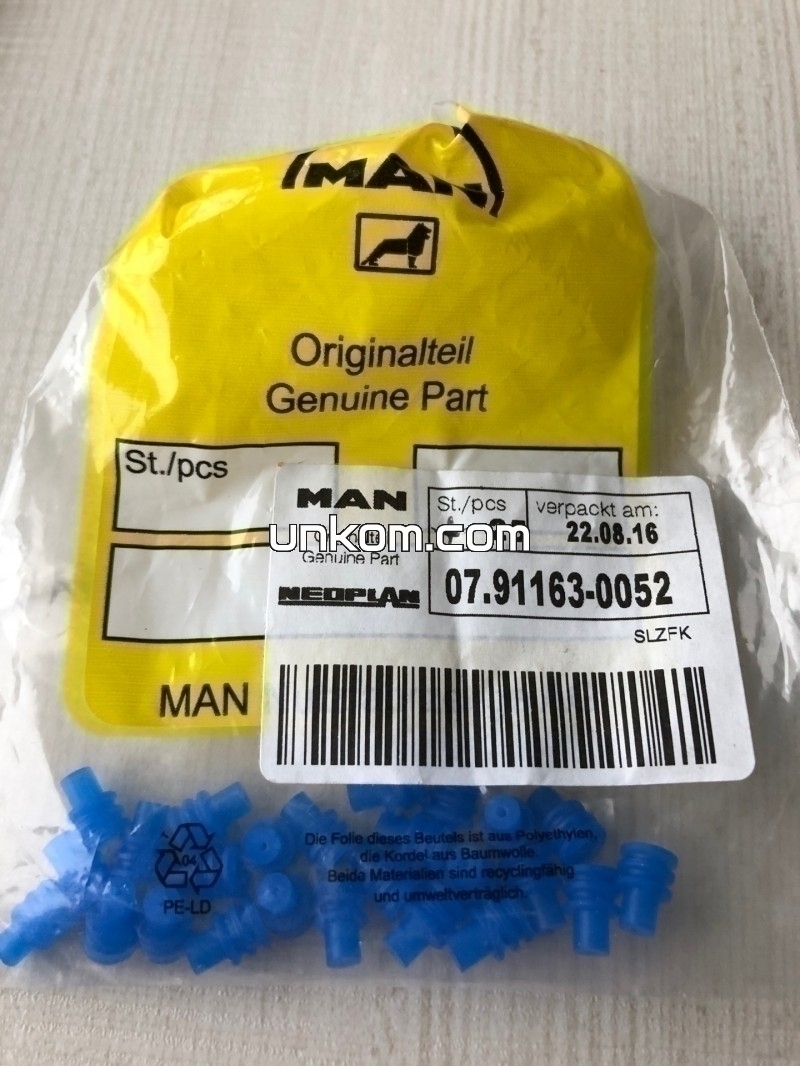 MAN
Originalteil
Genuine Part
St./pcs
MAN
St./pcs
verpackt am:
22.08.16
unkom.com
Genuine Part
NEOPLAN
07.91163-0052
SLZFK
MAN
Die Folie dieses Beutels ist aus Polyethylen,
die Kordel aus Baumwolle.
Beide Materialien sind recyclingfähig
und umweltverträglich.
04
PE-LD